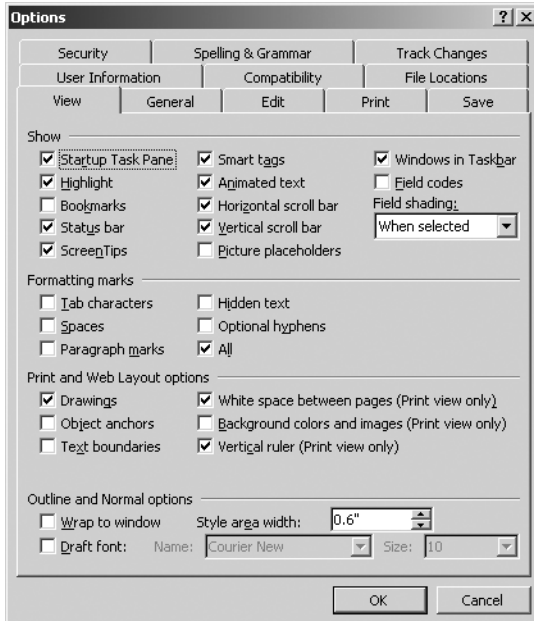 Options ? X
Security Spelling & Grammar Track Changes
User Information Compatibility File Locations
View General Edit Print Save
Show
Startup Task Pane Smart tags Windows in Taskbar
Highlight Animated text Field codes
Bookmarks Horizontal scroll bar Field shading:
Status bar Vertical scroll bar When selected
ScreenTips Picture placeholders
Formatting marks
Tab characters Hidden text
Spaces Optional hyphens
Paragraph marks All
Print and Web Layout options
Drawings White space between pages (Print view only)
Object anchors Background colors and images (Print view only)
Text boundaries Vertical ruler (Print view only)
Outline and Normal options
Wrap to window Style area width: 0.6"
Draft font: Name: Courier New Size: 10
OK Cancel